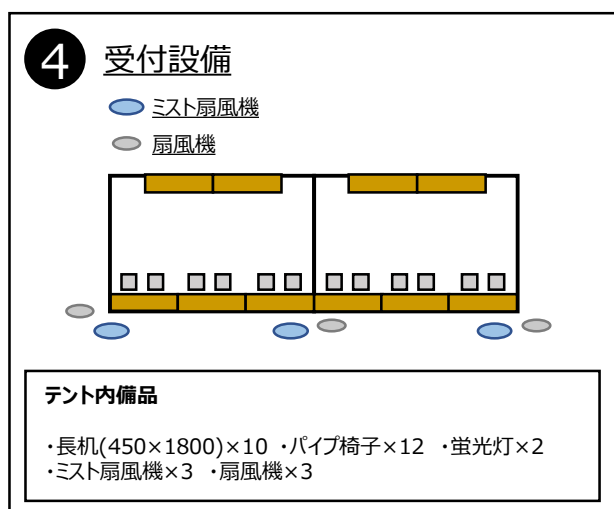 4 受付設備
ミスト扇風機
扇風機
テント内備品
・長机(450×1800)×10 ・パイプ椅子×12 ・蛍光灯×2
・ミスト扇風機×3 ・扇風機×3